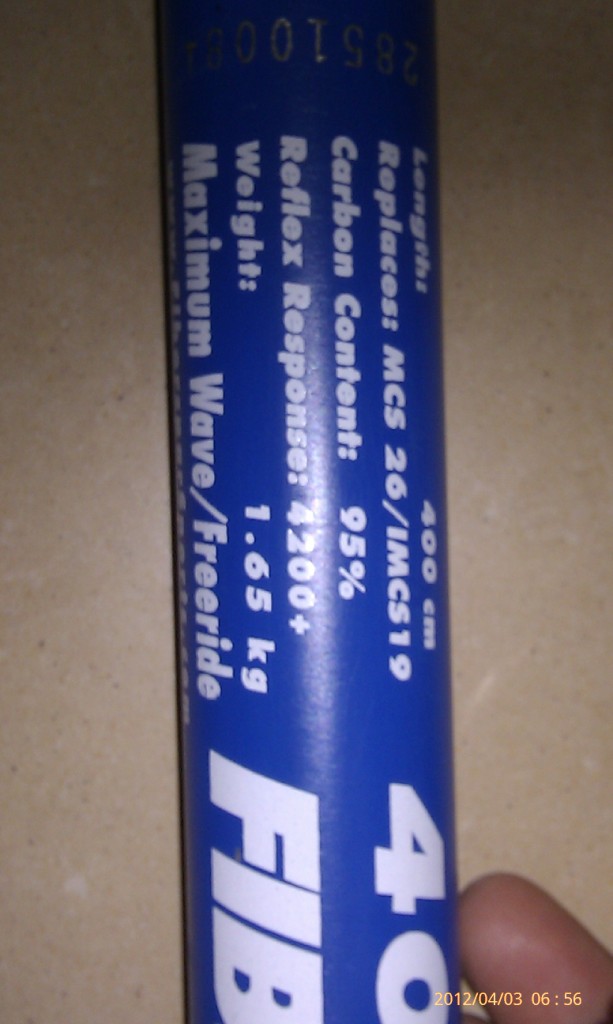 Length: 400 cm
Replaces: MCS 26/IMCS19
Carbon Content: 95%
Reflex Response: 4200+
Weight: 1.65 kg
Maximum Wave/Freeride
40
FIB
2012/04/03 06:56